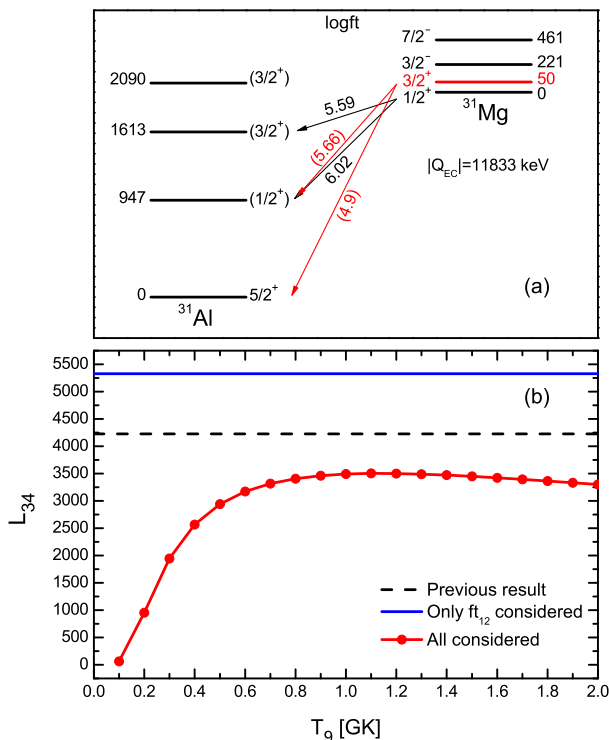 (a)
logft
7/2⁻ 461
3/2⁻ 221
3/2⁺ 50
1/2⁺ 0
³¹Mg
2090 (3/2⁺)
1613 (3/2⁺)
947 (1/2⁺)
0 5/2⁺
³¹Al
5.59
(5.66)
6.02
(4.9)
|Q_EC|=11833 keV
(b)
5500
5000
4500
4000
3500
3000
2500
2000
1500
1000
500
0
L₃₄
Previous result
Only ft₁₂ considered
All considered
0.0 0.2 0.4 0.6 0.8 1.0 1.2 1.4 1.6 1.8 2.0
T₉ [GK]